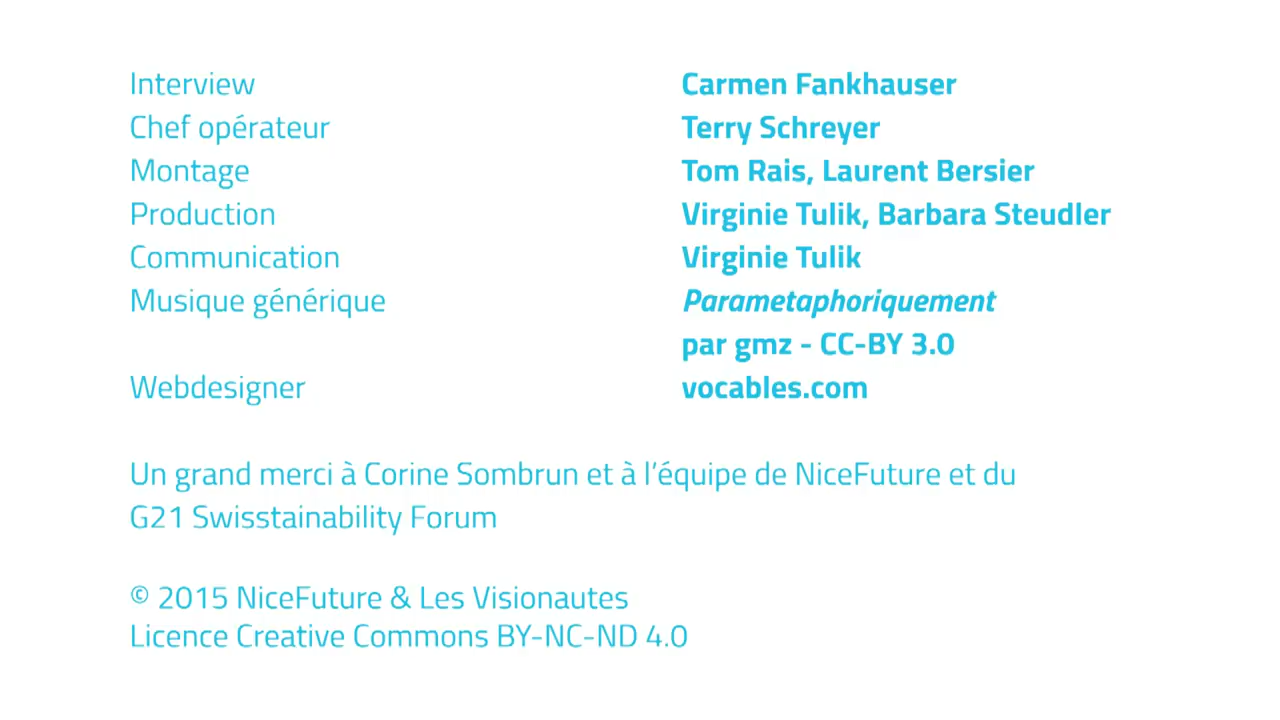 Interview Carmen Fankhauser
Chef opérateur Terry Schreyer
Montage Tom Rais, Laurent Bersier
Production Virginie Tulik, Barbara Steudler
Communication Virginie Tulik
Musique générique Parametaphoriquement
par gmz - CC-BY 3.0
Webdesigner vocables.com
Un grand merci à Corine Sombrun et à l’équipe de NiceFuture et du
G21 Swisstainability Forum
© 2015 NiceFuture & Les Visionautes
Licence Creative Commons BY-NC-ND 4.0